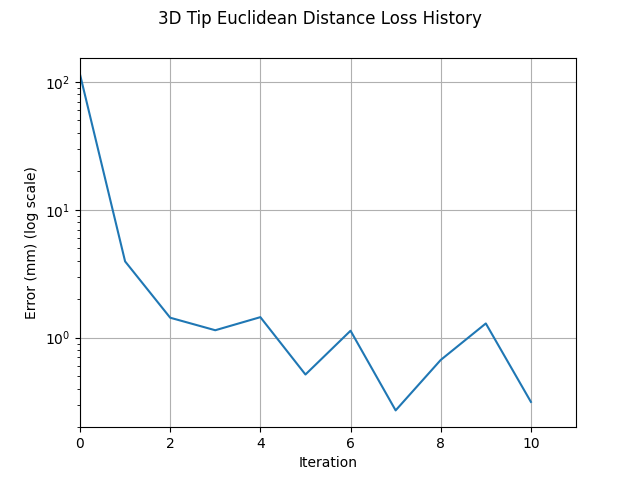 3D Tip Euclidean Distance Loss History
10²
10¹
10⁰
Error (mm) (log scale)
0 2 4 6 8 10
Iteration